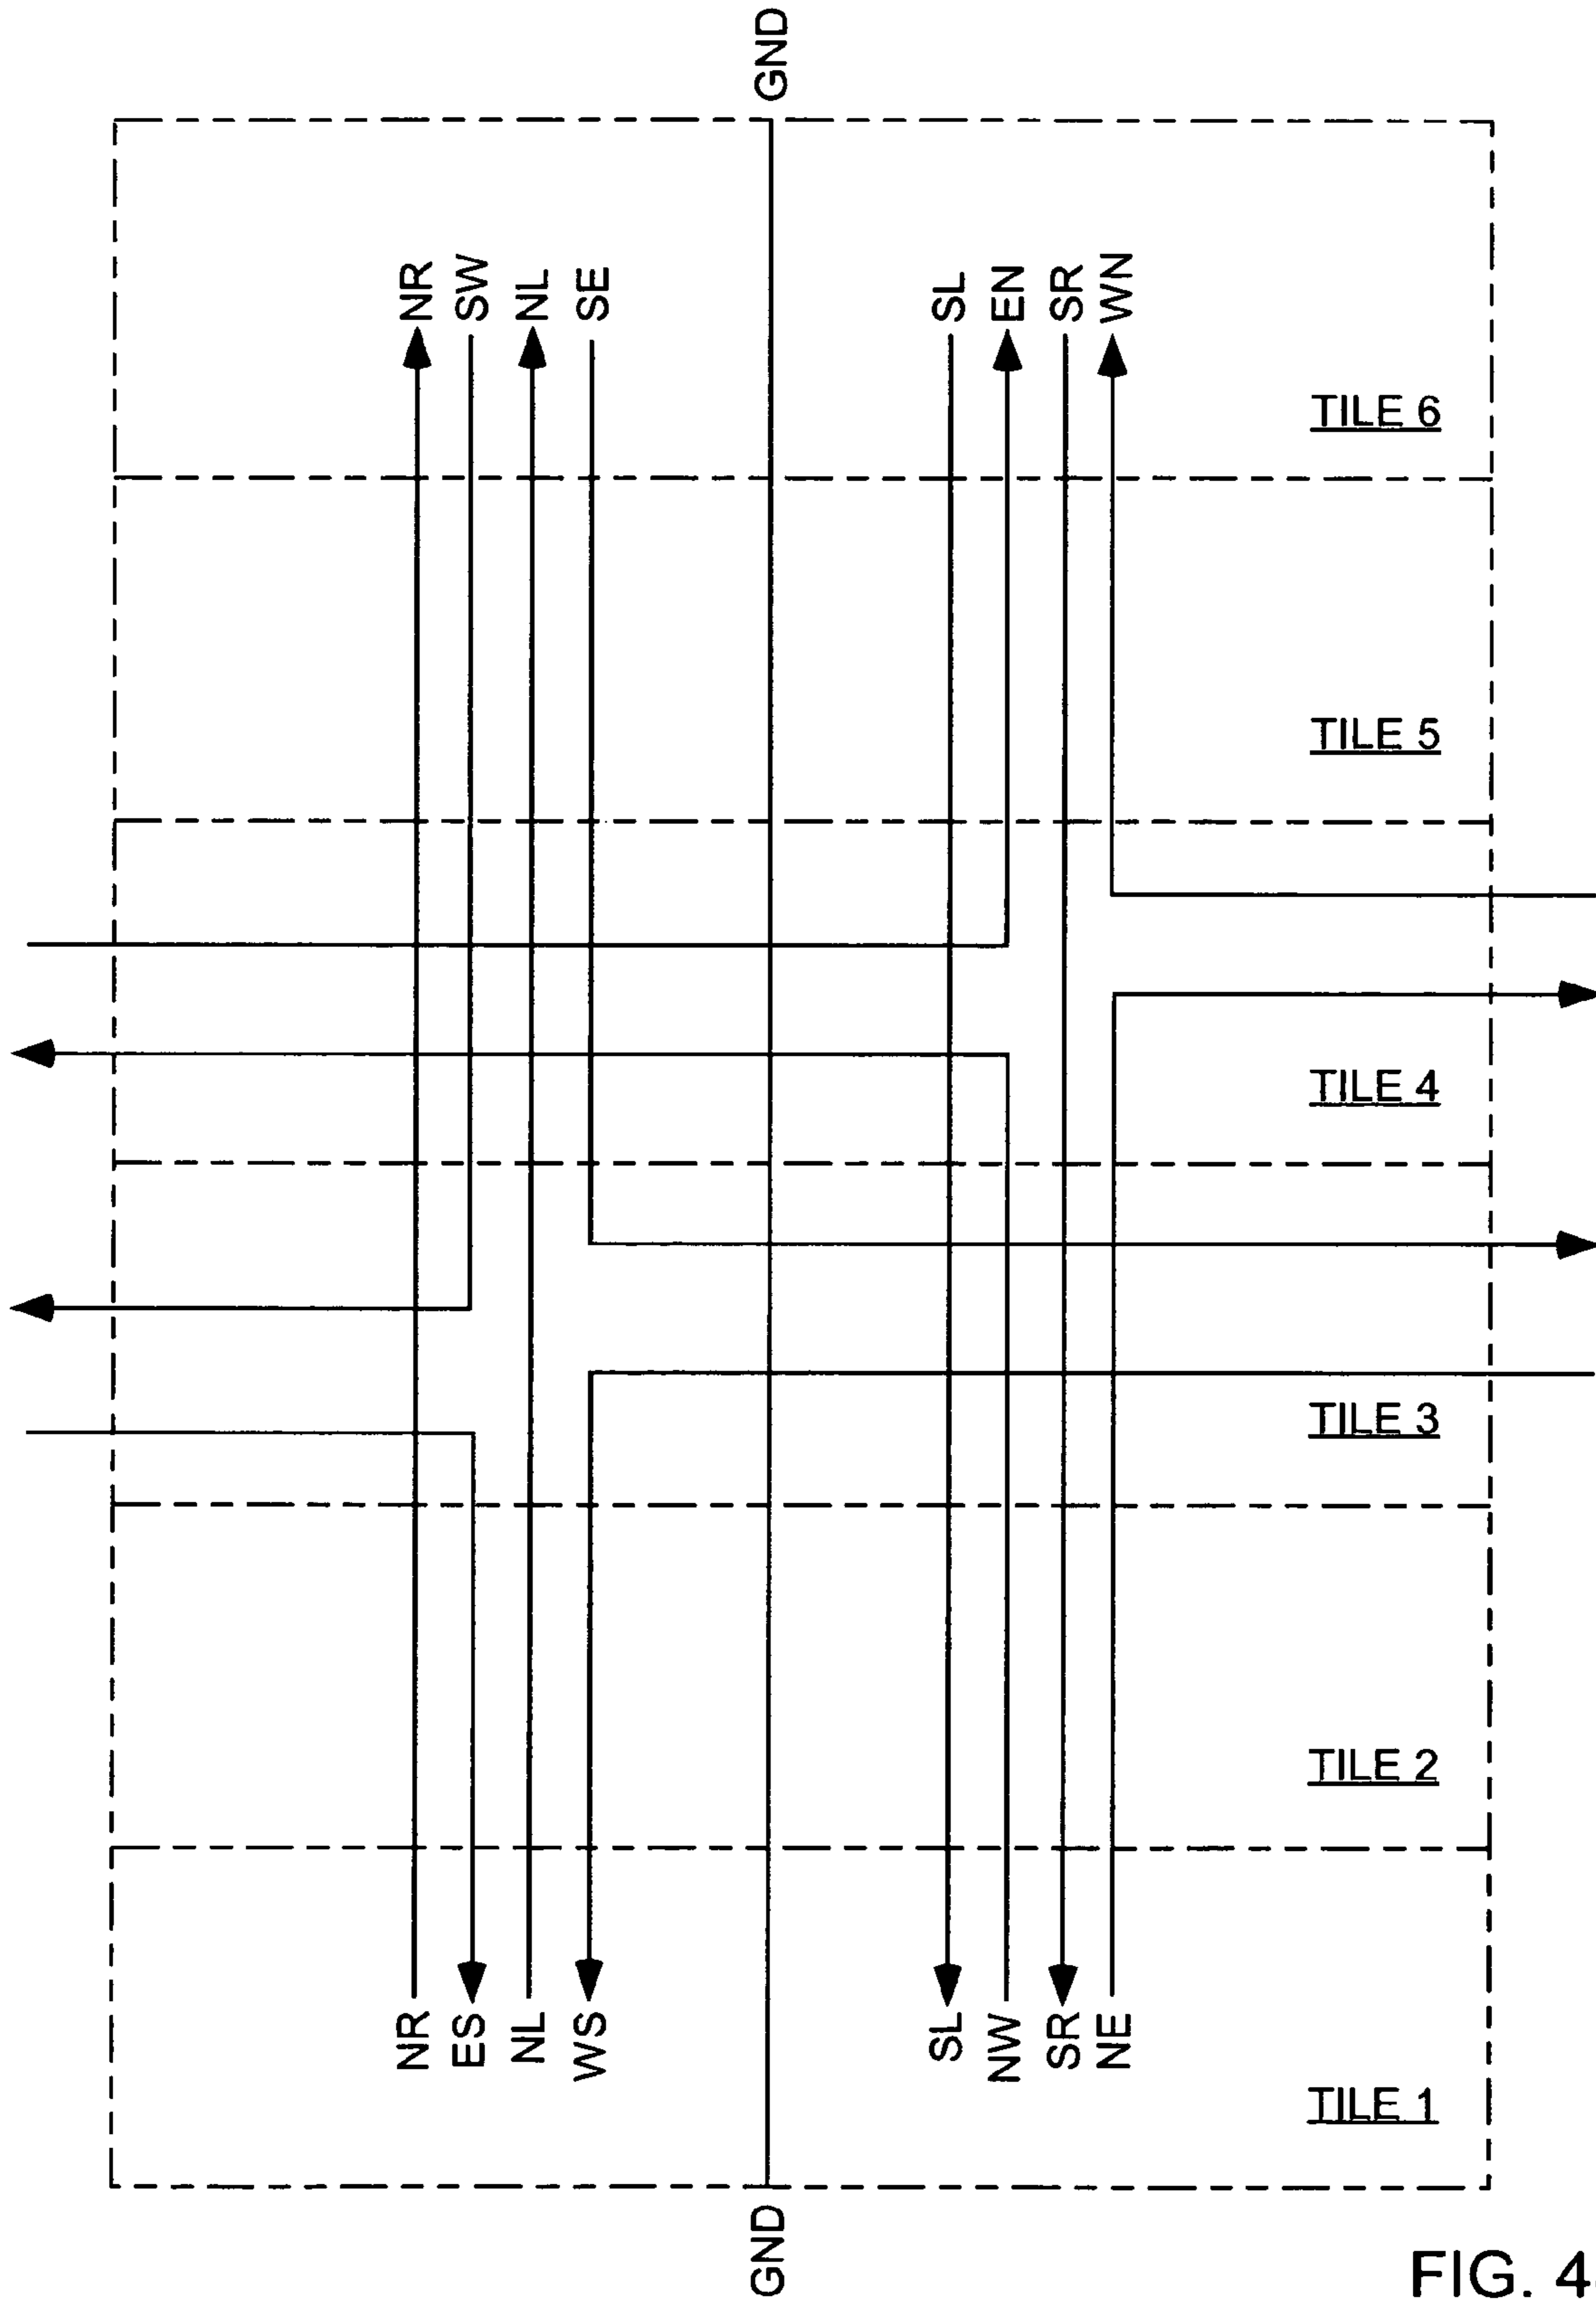 GND
NR
SW
NL
SE
SL
EN
SR
WN
TILE 6
TILE 5
TILE 4
TILE 3
TILE 2
NR
ES
NL
WS
SL
NW
SR
NE
TILE 1
GND
FIG. 4